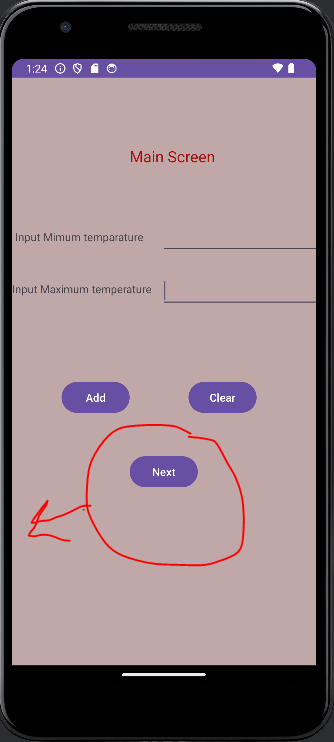 1:24
Main Screen
Input Mimum temparature
Input Maximum temperature
Add Clear
Next